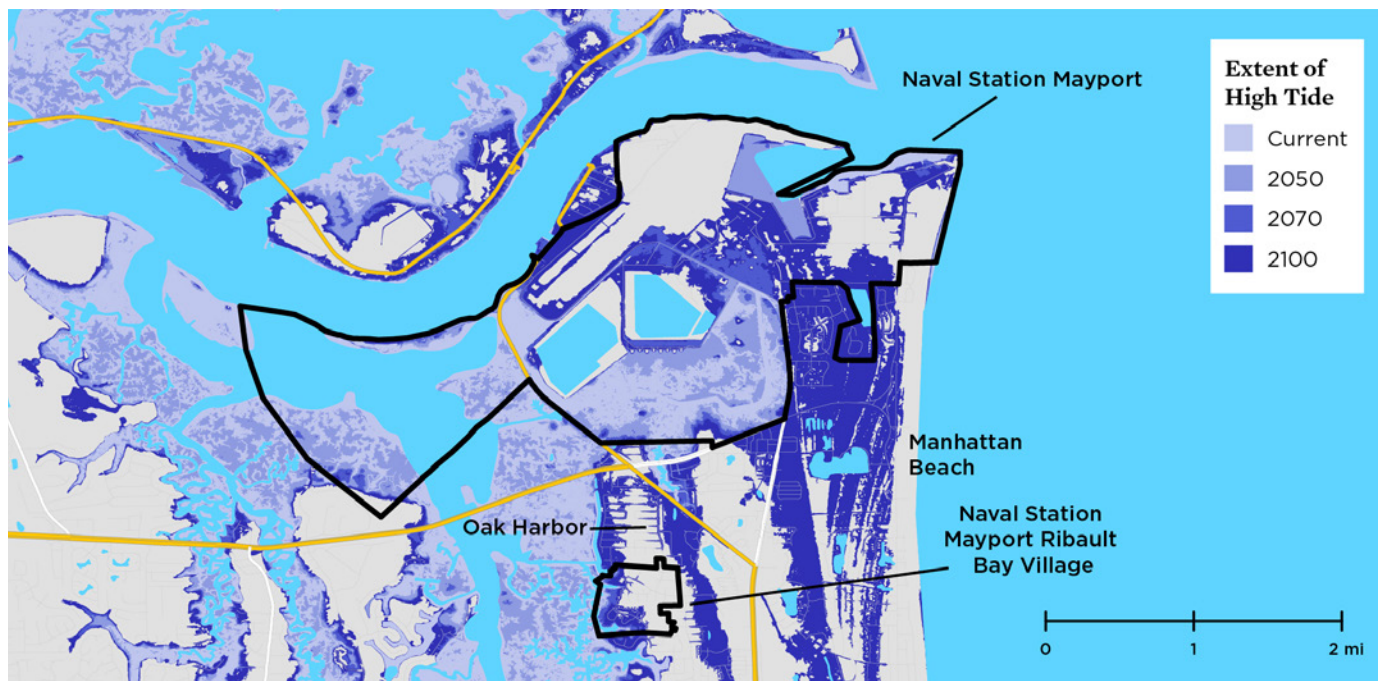 Naval Station Mayport
Extent of
High Tide
Current
2050
2070
2100
Manhattan
Beach
Oak Harbor
Naval Station
Mayport Ribault
Bay Village
0
1
2 mi